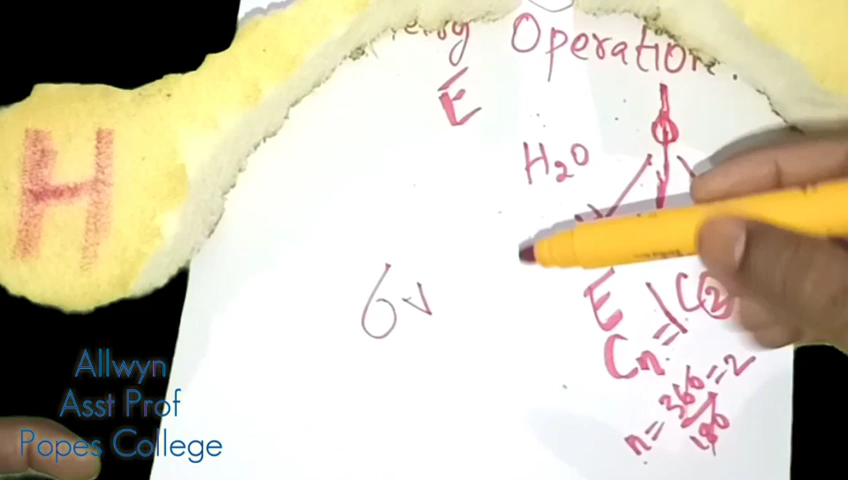 Operation.
E
H
H₂O
6v
E C②
Cn =
n = 360/180 = 2
Allwyn
Asst Prof
Popes College